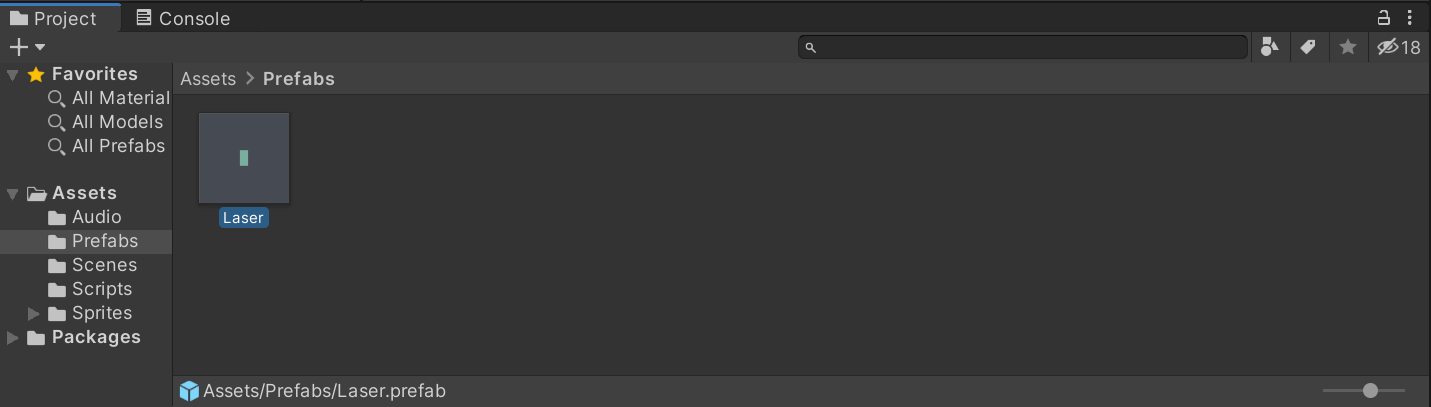 Project
Console
18
Favorites
All Material
All Models
All Prefabs
Assets
Audio
Prefabs
Scenes
Scripts
Sprites
Packages
Assets > Prefabs
Laser
Assets/Prefabs/Laser.prefab